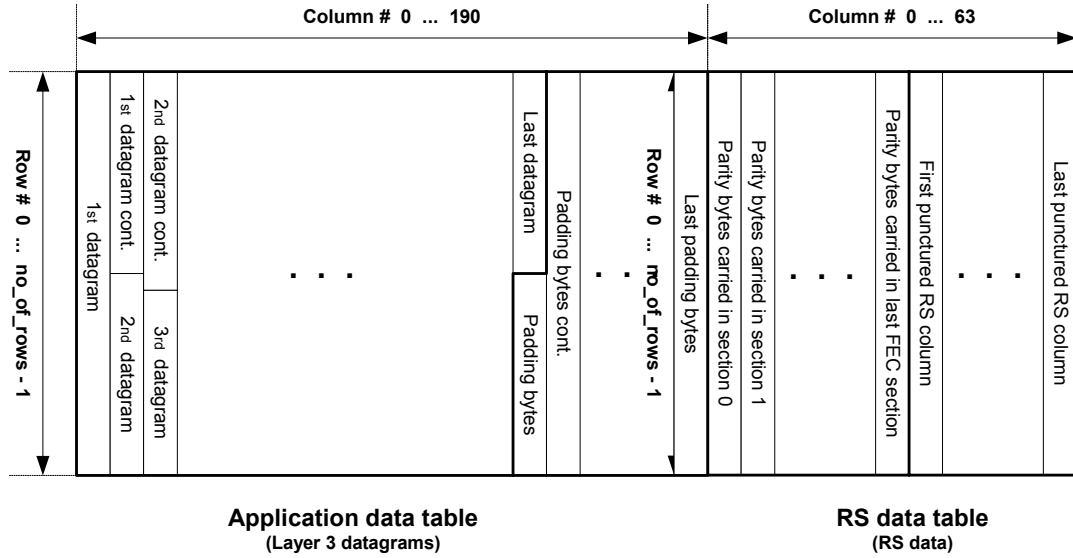 Column # 0 ... 190
Column # 0 ... 63
Row # 0 ... no_of_rows - 1
1st datagram
1st datagram cont.
2nd datagram
2nd datagram cont.
3rd datagram
. . .
Last datagram
Padding bytes
Padding bytes cont.
. . .
Row # 0 ... no_of_rows - 1
Last padding bytes
Parity bytes carried in section 0
Parity bytes carried in section 1
. . .
Parity bytes carried in last FEC section
First punctured RS column
. . .
Last punctured RS column
Application data table
(Layer 3 datagrams)
RS data table
(RS data)